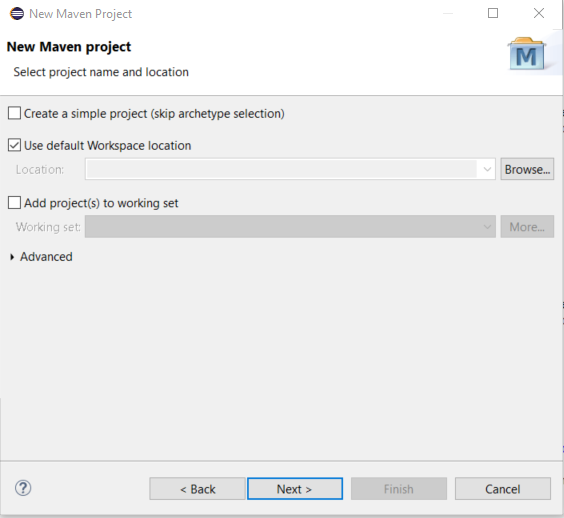 New Maven Project
New Maven project
Select project name and location
M
Create a simple project (skip archetype selection)
Use default Workspace location
Location:
Browse...
Add project(s) to working set
Working set:
More...
Advanced
?
< Back
Next >
Finish
Cancel